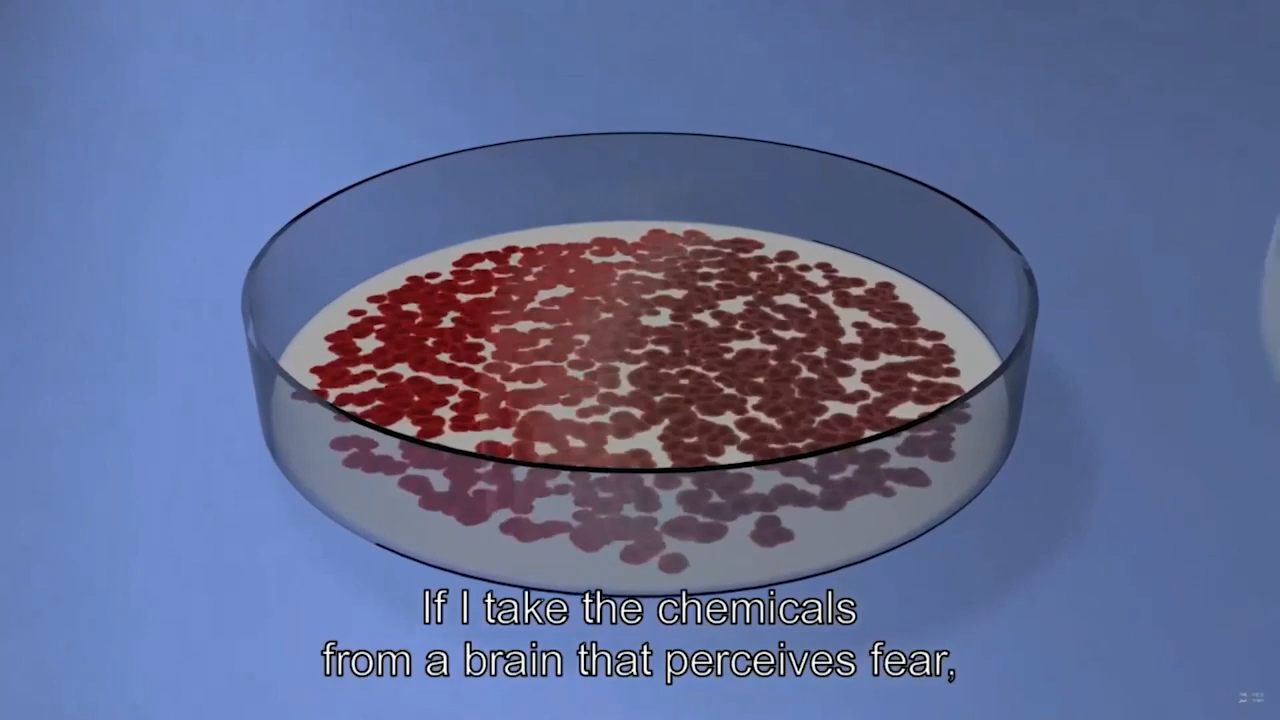 If I take the chemicals
from a brain that perceives fear,